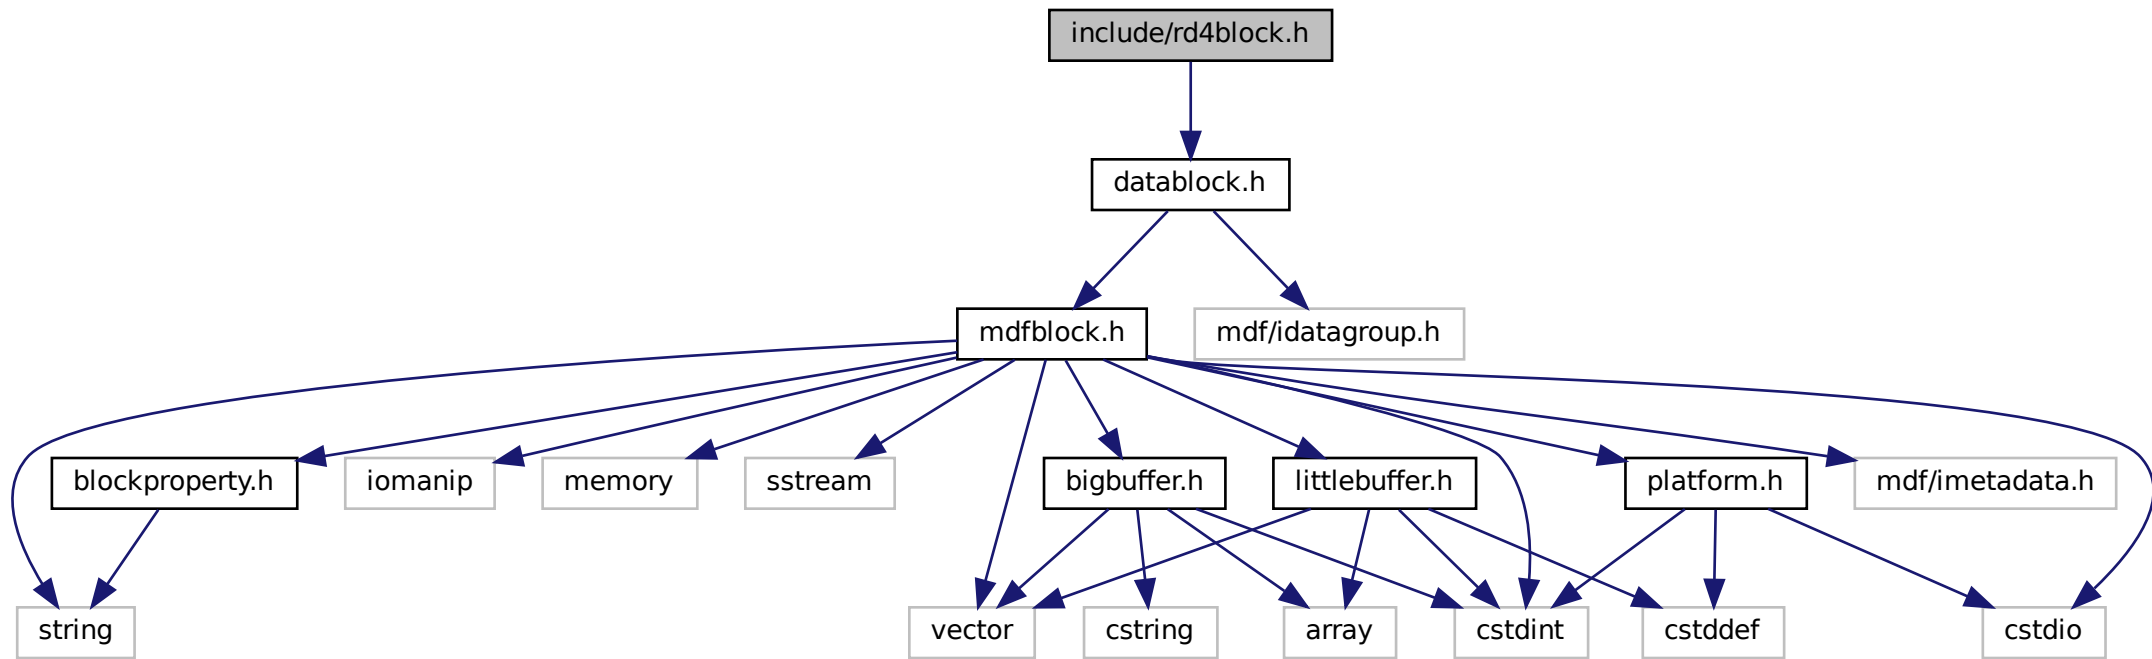 include/rd4block.h
datablock.h
mdfblock.h
mdf/idatagroup.h
blockproperty.h
iomanip
memory
sstream
bigbuffer.h
littlebuffer.h
platform.h
mdf/imetadata.h
string
vector
cstring
array
cstdint
cstddef
cstdio